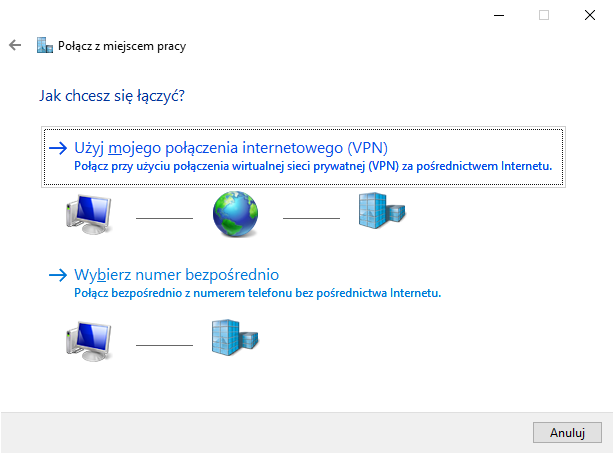 Połącz z miejscem pracy
Jak chcesz się łączyć?
Użyj mojego połączenia internetowego (VPN)
Połącz przy użyciu połączenia wirtualnej sieci prywatnej (VPN) za pośrednictwem Internetu.
Wybierz numer bezpośrednio
Połącz bezpośrednio z numerem telefonu bez pośrednictwa Internetu.
Anuluj